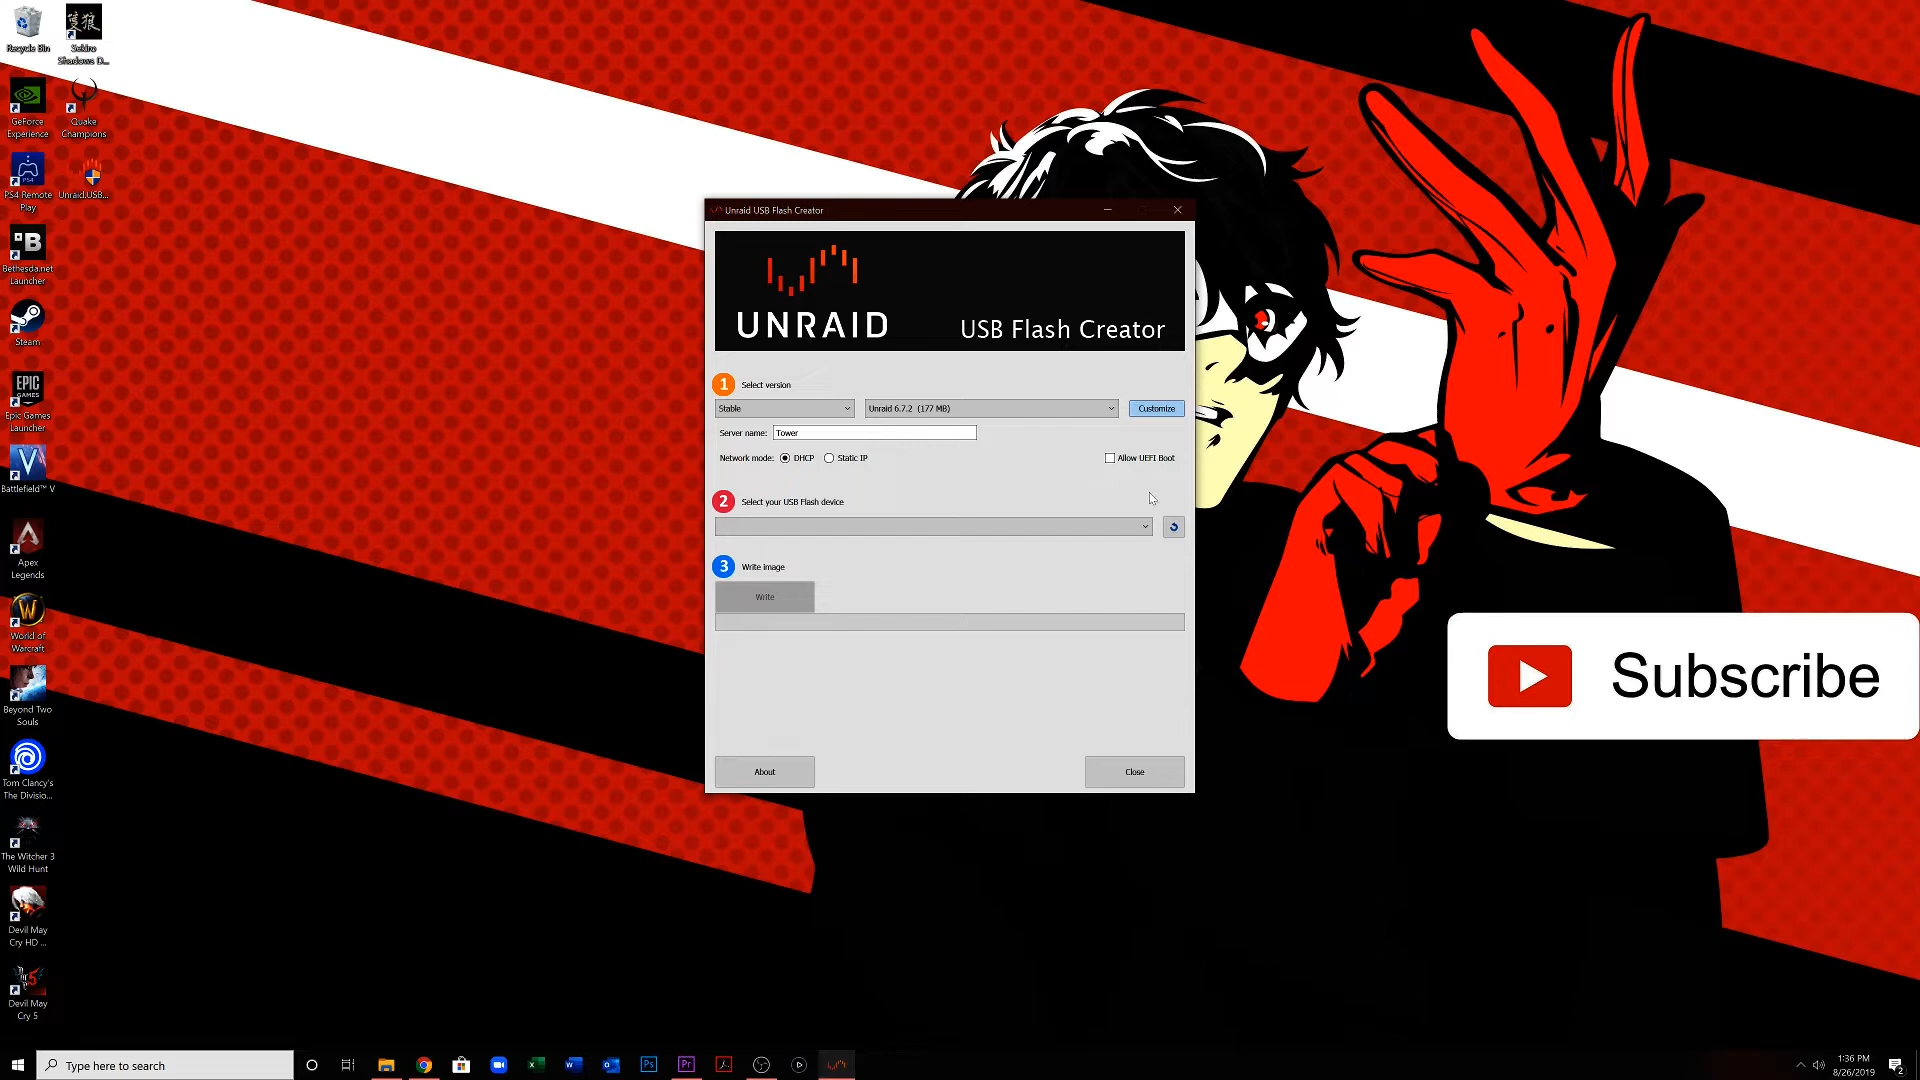 Recycle Bin
Sekiro
Shadows D...
GeForce
Experience
Quake
Champions
PS4
PS4 Remote
Play
Unraid.USB...
B
Bethesda.net
Launcher
Steam
EPIC
GAMES
Epic Games
Launcher
V
Battlefield™ V
Apex
Legends
W
World of
Warcraft
Beyond Two
Souls
Tom Clancy's
The Divisio...
The Witcher 3
Wild Hunt
Devil May
Cry HD ...
5
Devil May
Cry 5
Unraid USB Flash Creator
UNRAID
USB Flash Creator
1 Select version
Stable
Unraid 6.7.2 (177 MB)
Customize
Server name: Tower
Network mode: DHCP Static IP
Allow UEFI Boot
2 Select your USB Flash device
3 Write image
Write
About
Close
Subscribe
Type here to search
Ps
Pr
1:36 PM
8/26/2019
2